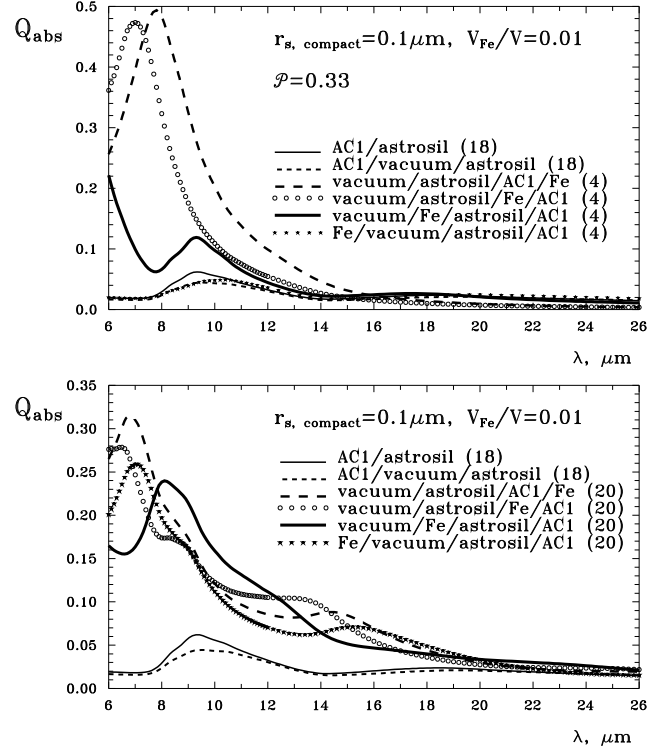 0.5
Q_abs
r_s, compact=0.1μm, V_Fe/V=0.01
0.4
𝒫=0.33
0.3
AC1/astrosil (18)
AC1/vacuum/astrosil (18)
vacuum/astrosil/AC1/Fe (4)
0.2
vacuum/astrosil/Fe/AC1 (4)
vacuum/Fe/astrosil/AC1 (4)
Fe/vacuum/astrosil/AC1 (4)
0.1
0.0
6 8 10 12 14 16 18 20 22 24 26
λ, μm
0.35
Q_abs
r_s, compact=0.1μm, V_Fe/V=0.01
0.30
AC1/astrosil (18)
AC1/vacuum/astrosil (18)
0.25
vacuum/astrosil/AC1/Fe (20)
vacuum/astrosil/Fe/AC1 (20)
0.20
vacuum/Fe/astrosil/AC1 (20)
Fe/vacuum/astrosil/AC1 (20)
0.15
0.10
0.05
0.00
6 8 10 12 14 16 18 20 22 24 26
λ, μm